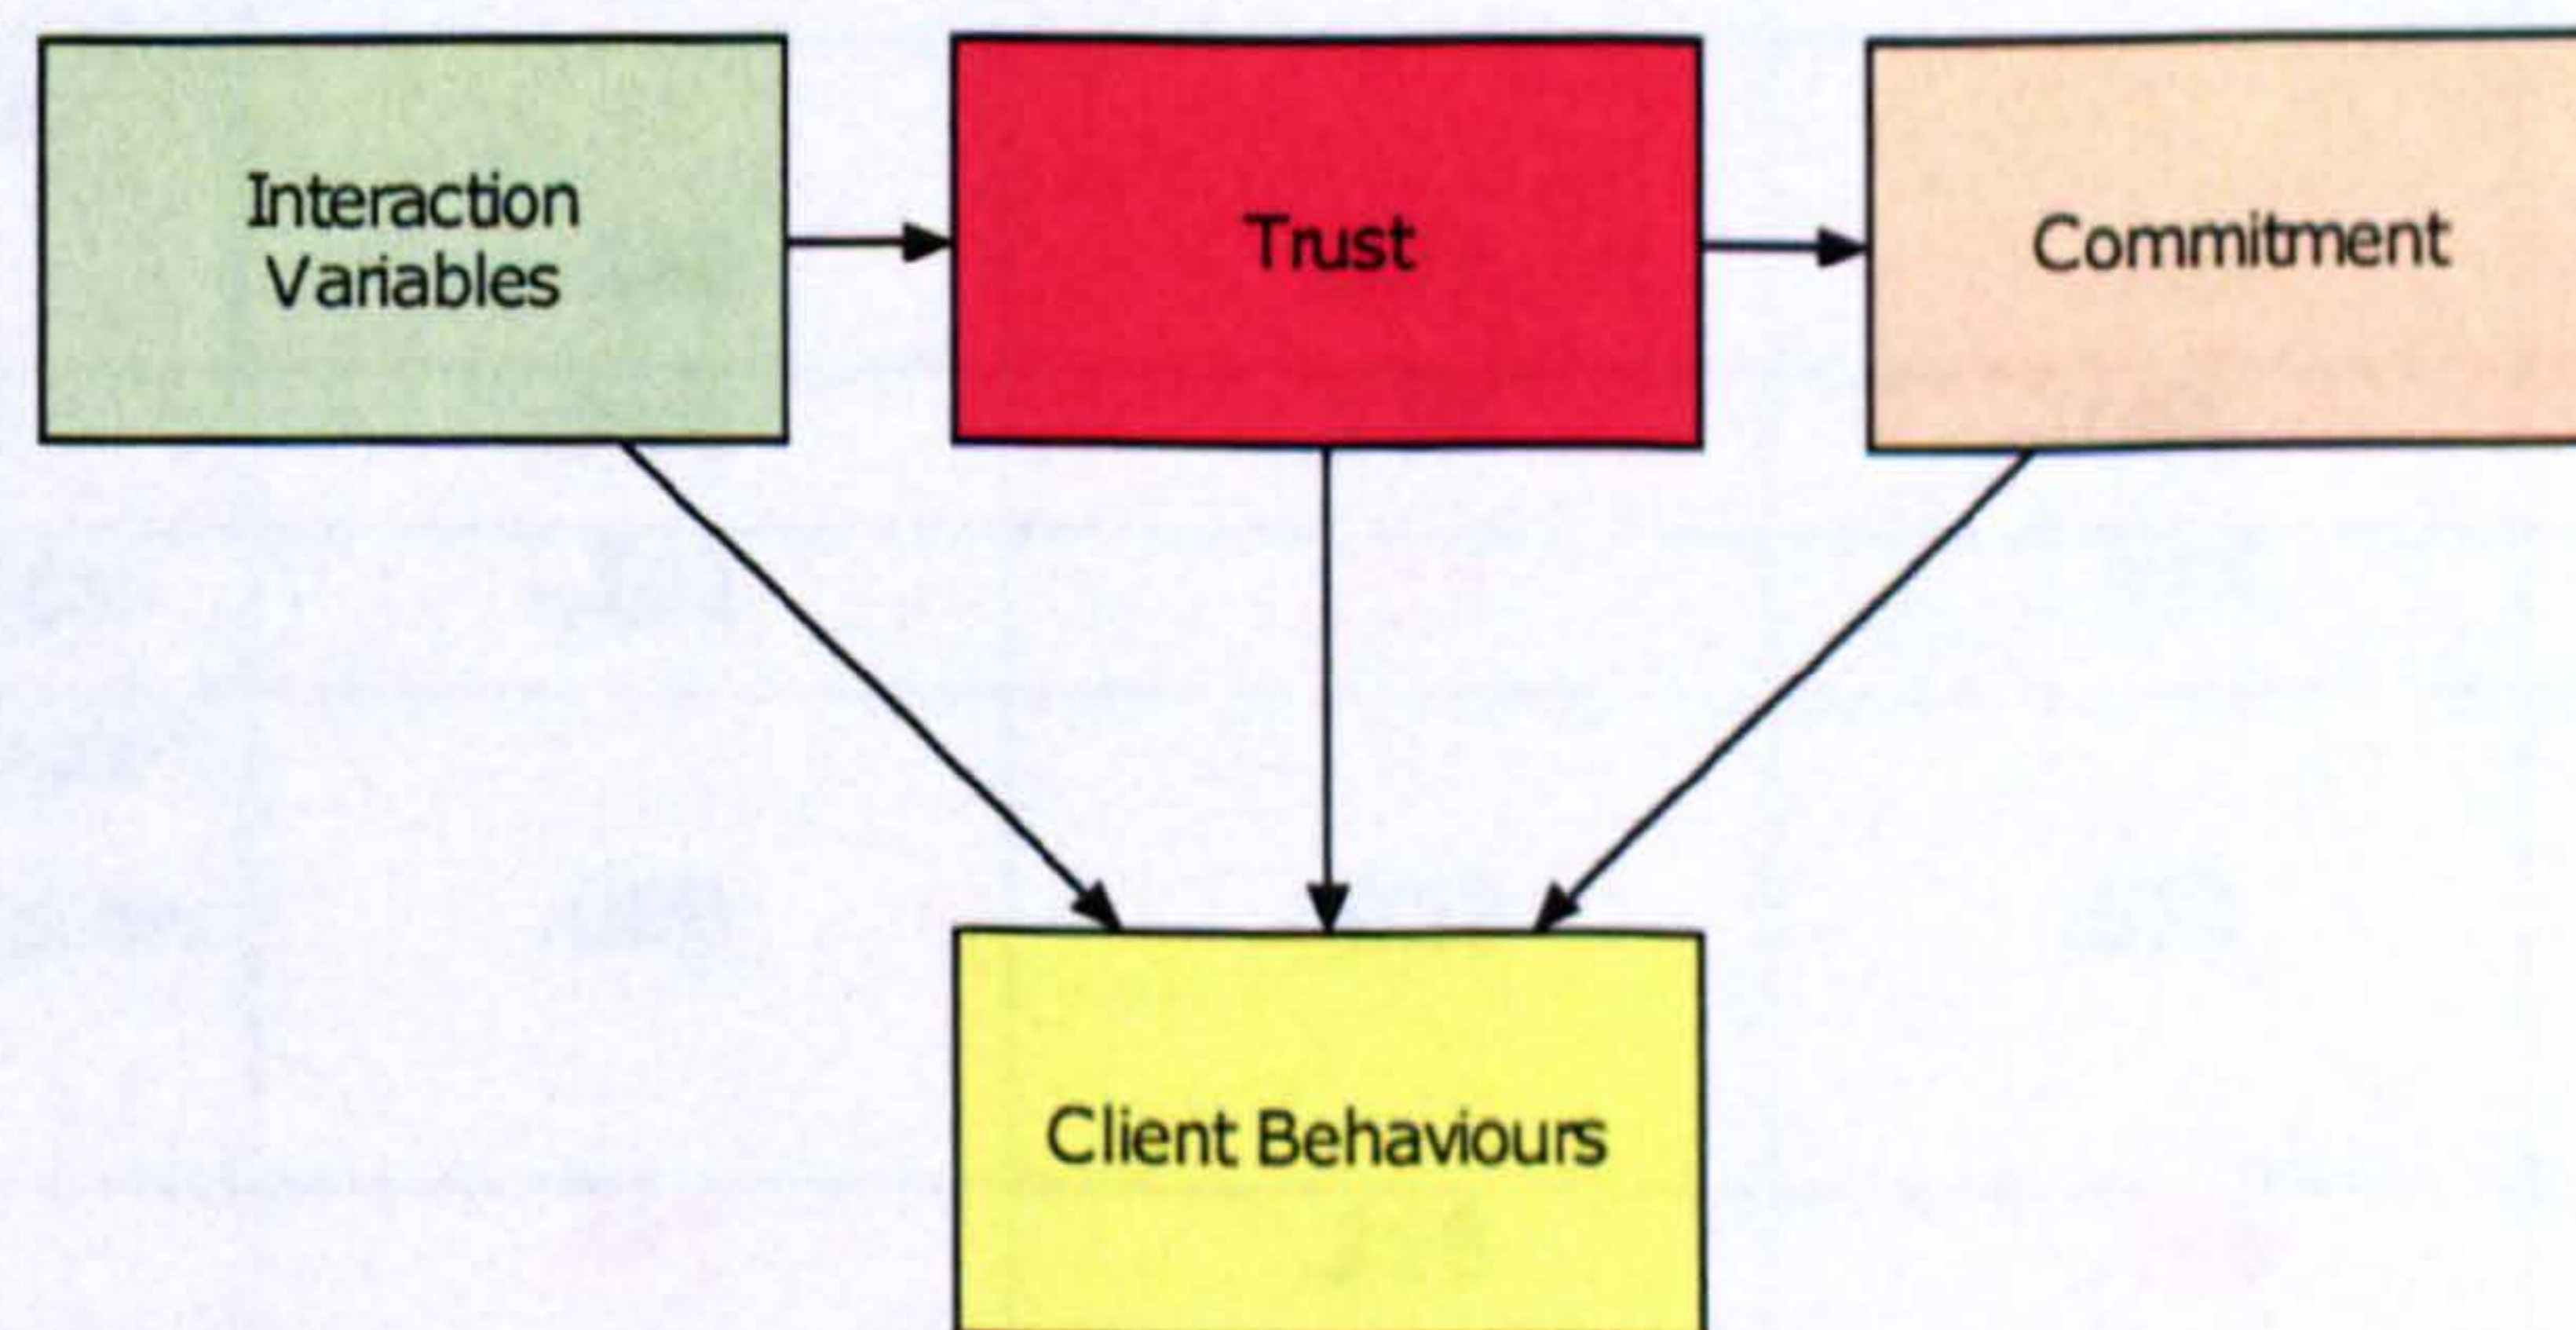 Interaction
Variables
Trust
Commitment
Client Behaviours